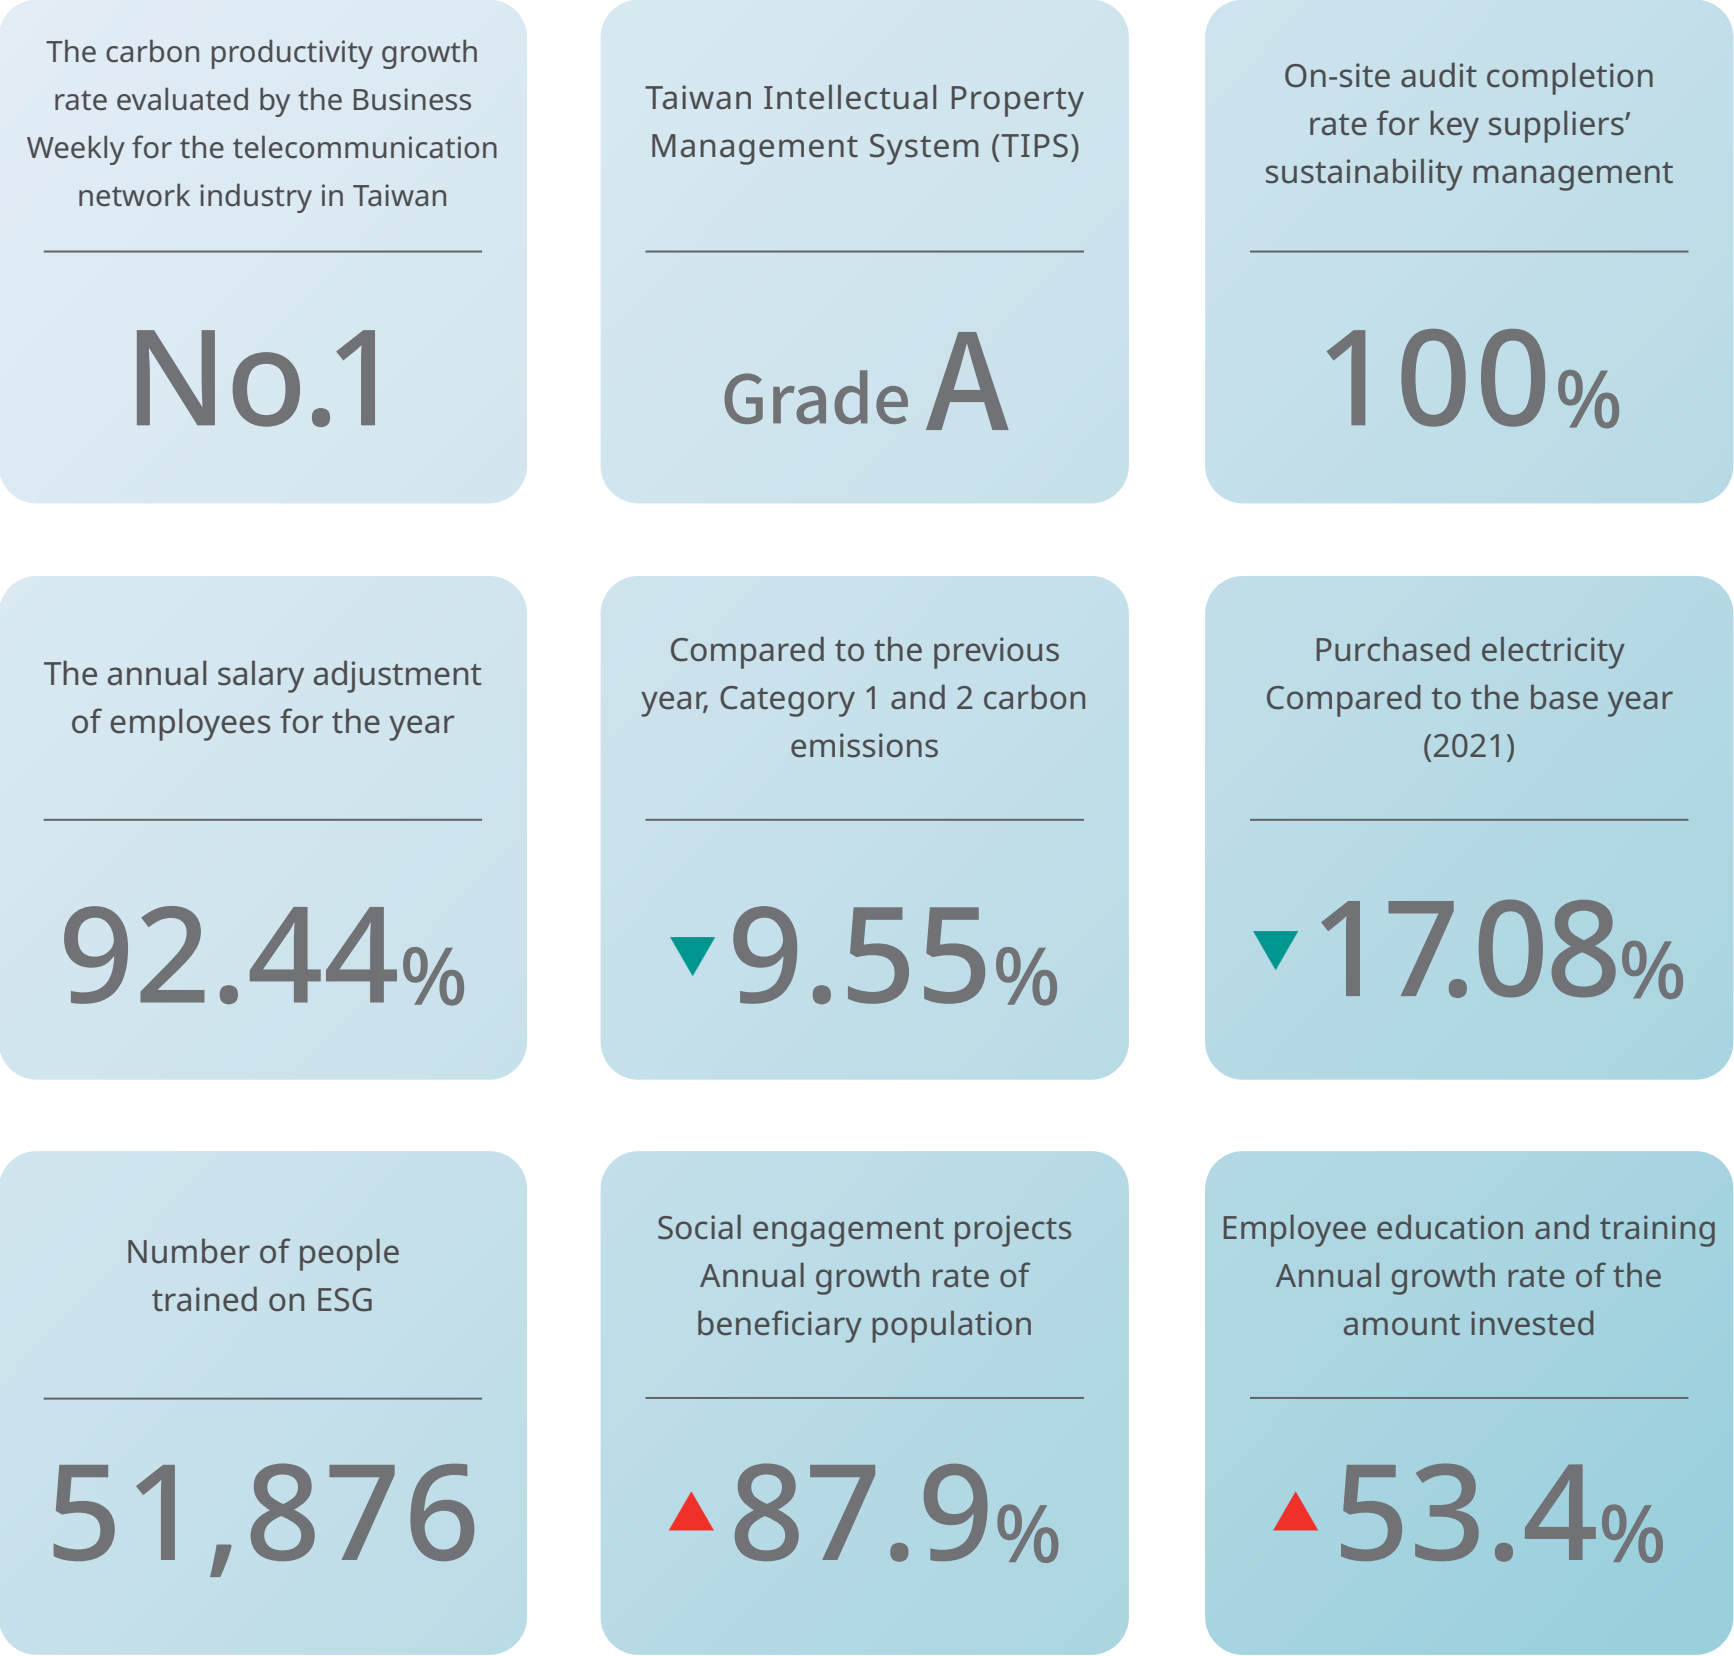 The carbon productivity growth
rate evaluated by the Business
Weekly for the telecommunication
network industry in Taiwan
No.1
Taiwan Intellectual Property
Management System (TIPS)
Grade A
On-site audit completion
rate for key suppliers’
sustainability management
100%
The annual salary adjustment
of employees for the year
92.44%
Compared to the previous
year, Category 1 and 2 carbon
emissions
▼9.55%
Purchased electricity
Compared to the base year
(2021)
▼17.08%
Number of people
trained on ESG
51,876
Social engagement projects
Annual growth rate of
beneficiary population
▲87.9%
Employee education and training
Annual growth rate of the
amount invested
▲53.4%